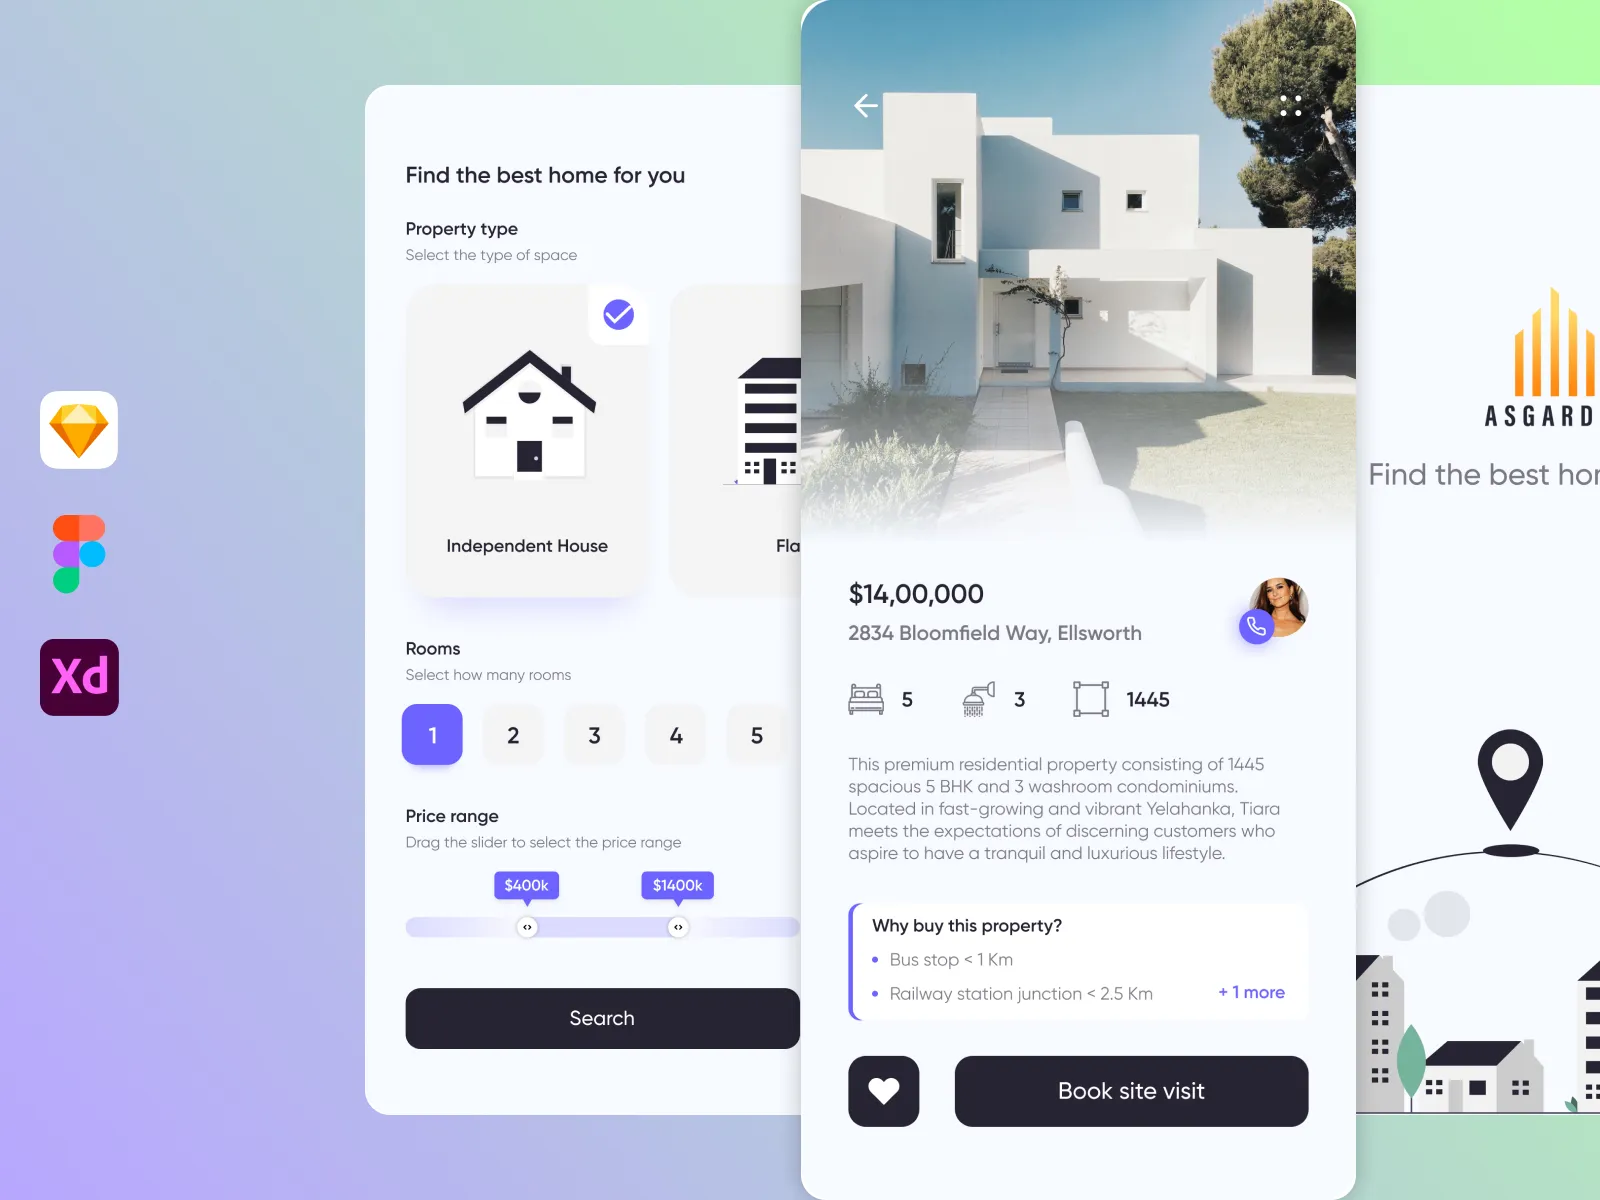 Xd
Find the best home for you
Property type
Select the type of space
Independent House
Fla
Rooms
Select how many rooms
1
2
3
4
5
Price range
Drag the slider to select the price range
$400k
$1400k
Search
$14,00,000
2834 Bloomfield Way, Ellsworth
5
3
1445
This premium residential property consisting of 1445
spacious 5 BHK and 3 washroom condominiums.
Located in fast-growing and vibrant Yelahanka, Tiara
meets the expectations of discerning customers who
aspire to have a tranquil and luxurious lifestyle.
Why buy this property?
Bus stop < 1 Km
Railway station junction < 2.5 Km
+ 1 more
Book site visit
ASGARD
Find the best hom